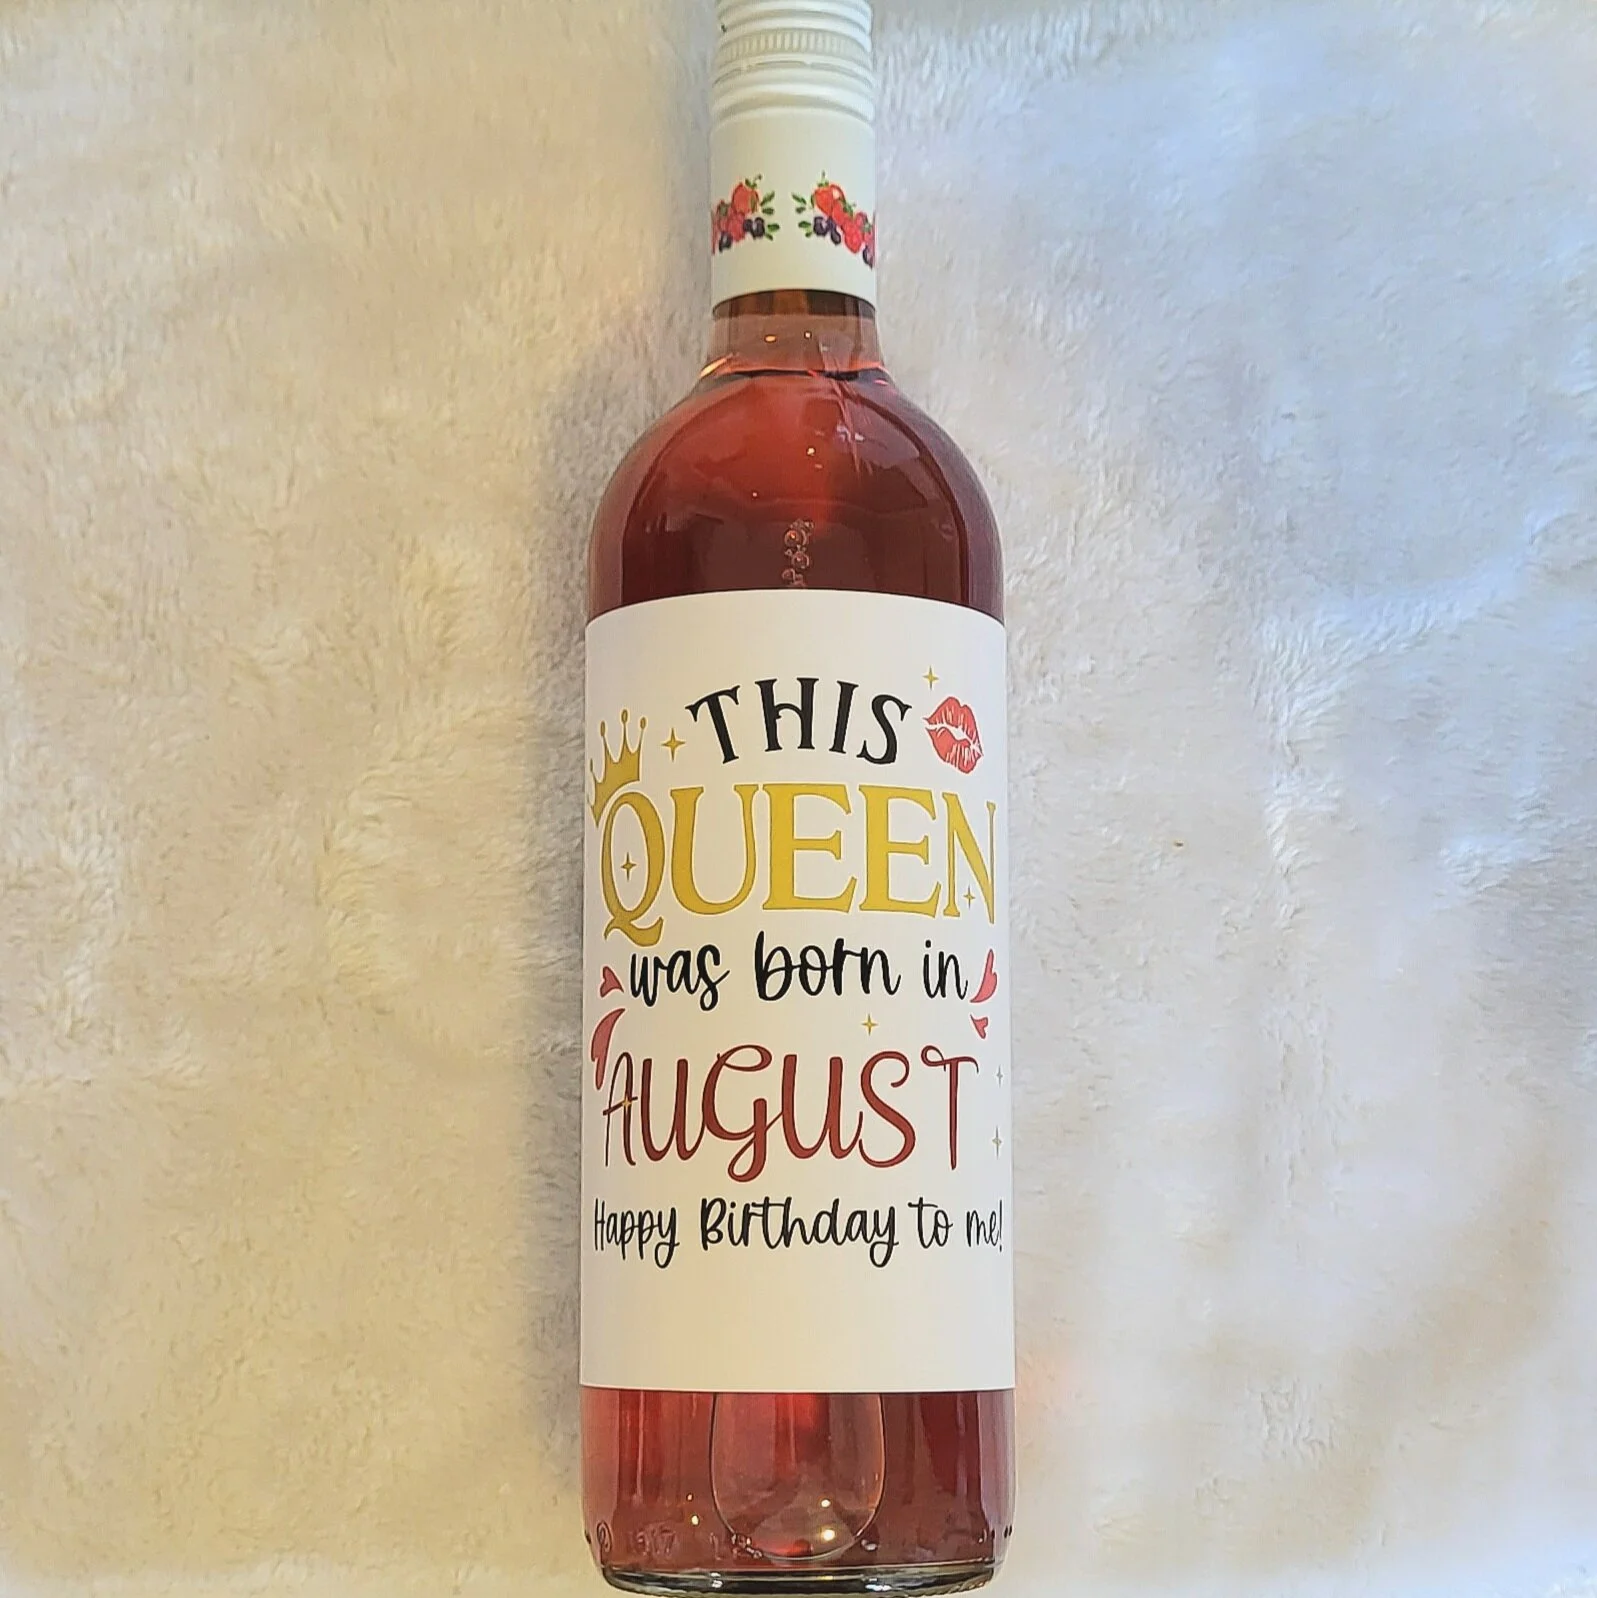 THIS
QUEEN
was born in
AUGUST
Happy Birthday to me!